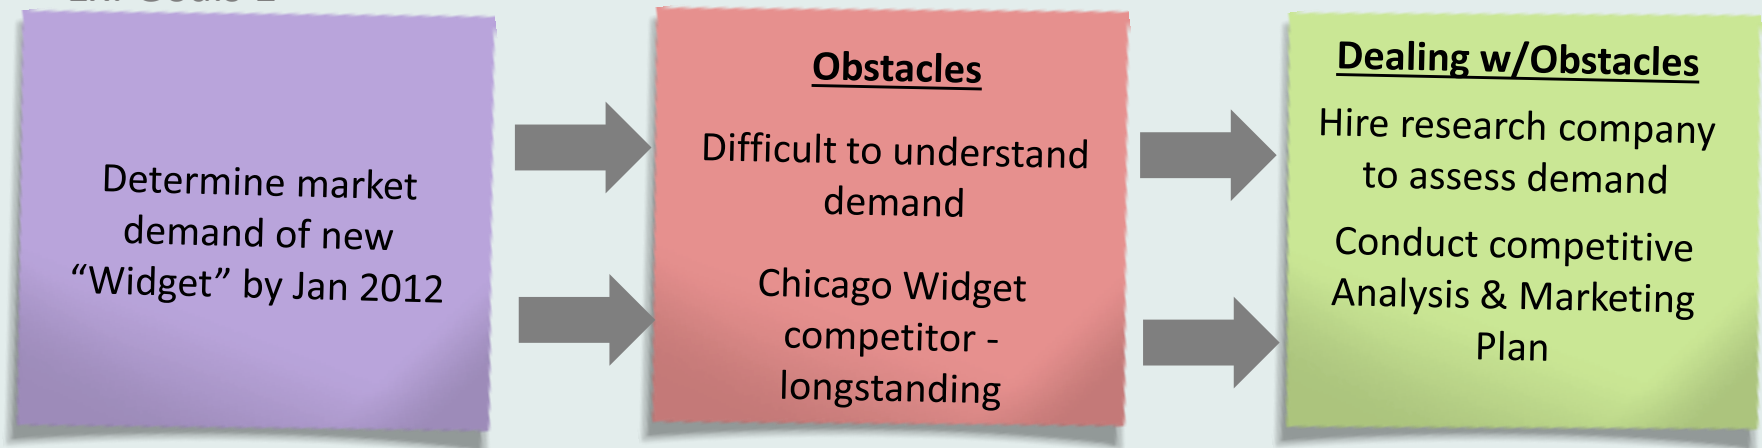 Determine market
demand of new
“Widget” by Jan 2012
Obstacles
Difficult to understand
demand
Chicago Widget
competitor -
longstanding
Dealing w/Obstacles
Hire research company
to assess demand
Conduct competitive
Analysis & Marketing
Plan